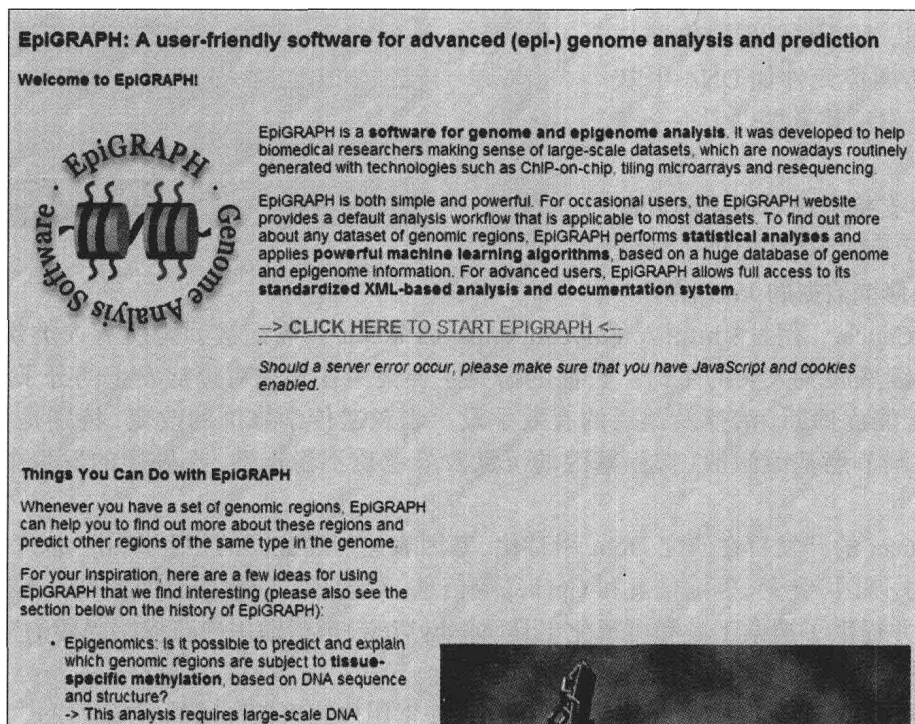 EpiGRAPH: A user-friendly software for advanced (epi-) genome analysis and prediction
Welcome to EpiGRAPH!
EpiGRAPH · Genome Analyis Software ·
EpiGRAPH is a software for genome and epigenome analysis. It was developed to help
biomedical researchers making sense of large-scale datasets, which are nowadays routinely
generated with technologies such as ChIP-on-chip, tiling microarrays and resequencing.
EpiGRAPH is both simple and powerful. For occasional users, the EpiGRAPH website
provides a default analysis workflow that is applicable to most datasets. To find out more
about any dataset of genomic regions, EpiGRAPH performs statistical analyses and
applies powerful machine learning algorithms, based on a huge database of genome
and epigenome information. For advanced users, EpiGRAPH allows full access to its
standardized XML-based analysis and documentation system.
--> CLICK HERE TO START EPIGRAPH <--
Should a server error occur, please make sure that you have JavaScript and cookies
enabled.
Things You Can Do with EpiGRAPH
Whenever you have a set of genomic regions, EpiGRAPH
can help you to find out more about these regions and
predict other regions of the same type in the genome.
For your inspiration, here are a few ideas for using
EpiGRAPH that we find interesting (please also see the
section below on the history of EpiGRAPH):
• Epigenomics: Is it possible to predict and explain
which genomic regions are subject to tissue-
specific methylation, based on DNA sequence
and structure?
-> This analysis requires large-scale DNA